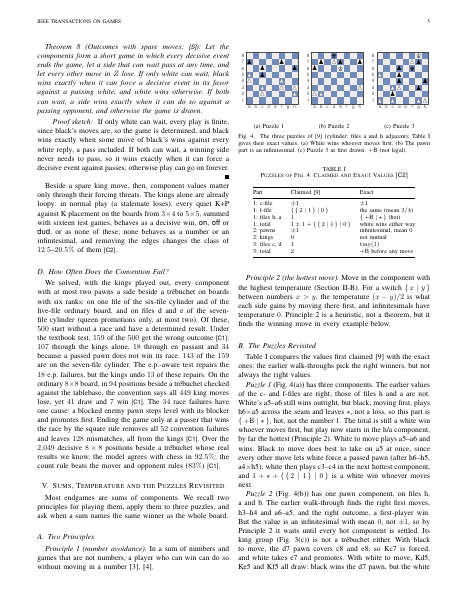 IEEE TRANSACTIONS ON GAMES
5
Theorem 8 (Outcomes with spare moves; [S]): Let the
components form a short game in which every decisive event
ends the game, let a side that can wait pass at any time, and
let every other move in Z lose. If only white can wait, black
wins exactly when it can force a decisive event in its favor
against a passing white, and white wins otherwise. If both
can wait, a side wins exactly when it can do so against a
passing opponent, and otherwise the game is drawn.
Proof sketch: If only white can wait, every play is finite,
since black's moves are, so the game is determined, and black
wins exactly when some move of black's wins against every
white reply, a pass included. If both can wait, a winning side
never needs to pass, so it wins exactly when it can force a
decisive event against passes; otherwise play can go on forever.
Beside a spare king move, then, component values matter
only through their forcing threats. The kings alone are already
loopy: in normal play (a stalemate loses), every quiet K+P
against K placement on the boards from 3×4 to 5×5, summed
with sixteen test games, behaves as a decisive win, on, off or
dud, or as none of these; none behaves as a number or an
infinitesimal, and removing the edges changes the class of
12.5–20.5% of them [C2].
D. How Often Does the Convention Fail?
We solved, with the kings played out, every component
with at most two pawns a side beside a trébuchet on boards
with six ranks: on one file of the six-file cylinder and of the
five-file ordinary board, and on files d and e of the seven-
file cylinder (queen promotions only, at most two). Of these,
500 start without a race and have a determined result. Under
the textbook test, 159 of the 500 get the wrong outcome [C1]:
107 through the kings alone, 18 through en passant and 34
because a passed pawn does not win its race. 143 of the 159
are on the seven-file cylinder. The e.p.-aware test repairs the
18 e.p. failures, but the kings undo 13 of these repairs. On the
ordinary 8×8 board, in 94 positions beside a trébuchet checked
against the tablebase, the convention says all 449 king moves
lose, yet 41 draw and 7 win [C1]. The 34 race failures have
one cause: a blocked enemy pawn steps level with its blocker
and promotes first. Ending the game only at a passer that wins
the race by the square rule removes all 52 convention failures
and leaves 128 mismatches, all from the kings [C1]. Over the
2,049 decisive 8 × 8 positions beside a trébuchet whose real
results we know, the model agrees with chess in 92.5%, the
count rule beats the mover and opponent rules (83%) [C1].
V. SUMS, TEMPERATURE AND THE PUZZLES REVISITED
Most endgames are sums of components. We recall two
principles for playing them, apply them to three puzzles, and
ask when a sum names the same winner as the whole board.
A. Two Principles
Principle 1 (number avoidance). In a sum of numbers and
games that are not numbers, a player who can win can do so
without moving in a number [3], [4].
(a) Puzzle 1
(b) Puzzle 2
(c) Puzzle 3
Fig. 4. The three puzzles of [9] (cylinder: files a and h adjacent); Table I
gives their exact values. (a) White wins whoever moves first. (b) The pawn
part is an infinitesimal. (c) Puzzle 3 as first drawn: +B (not legal)
TABLE I
PUZZLES OF FIG. 4: CLAIMED AND EXACT VALUES [C2]
Part Claimed [9] Exact
1: c-file ±1 ±1
1: f-file {{2 | 1} | 0} the same (mean 3/4)
1: files h, a 1 {+B | ∗} (hot)
1: total 1 ± 1 + {{2 | 1} | 0} white wins either way
2: pawns ±1 infinitesimal, mean 0
2: kings 0 not mutual
3: files c, d 1 tiny(1)
3: total 2 +B before any move
Principle 2 (the hottest move). Move in the component with
the highest temperature (Section II-B). For a switch {x | y}
between numbers x > y, the temperature (x − y)/2 is what
each side gains by moving there first, and infinitesimals have
temperature 0. Principle 2 is a heuristic, not a theorem, but it
finds the winning move in every example below.
B. The Puzzles Revisited
Table I compares the values first claimed [9] with the exact
ones; the earlier walk-throughs pick the right winners, but not
always the right values.
Puzzle 1 (Fig. 4(a)) has three components. The earlier values
of the c- and f-files are right; those of files h and a are not.
White's a5–a6 still wins outright, but black, moving first, plays
h6×a5 across the seam and leaves ∗, not a loss, so this part is
{+B | ∗}, hot, not the number 1. The total is still a white win
whoever moves first, but play now starts in the h/a component,
by far the hottest (Principle 2). White to move plays a5–a6 and
wins. Black to move does best to take on a5 at once, since
every other move lets white force a passed pawn (after h6–h5,
a4×h5); white then plays c3–c4 in the next hottest component,
and 1 + ∗ + {{2 | 1} | 0} is a white win whoever moves
next.
Puzzle 2 (Fig. 4(b)) has one pawn component, on files h,
a and b. The earlier walk-through finds the right first moves,
h3–h4 and a6–a5, and the right outcome, a first-player win.
But the value is an infinitesimal with mean 0, not ±1, so by
Principle 2 it waits until every hot component is settled. Its
king group (Fig. 3(c)) is not a trébuchet either. With black
to move, the d7 pawn covers c8 and e8, so Kc7 is forced,
and white takes e7 and promotes. With white to move, Kd5,
Ke5 and Kf5 all draw: black wins the d7 pawn, but the white